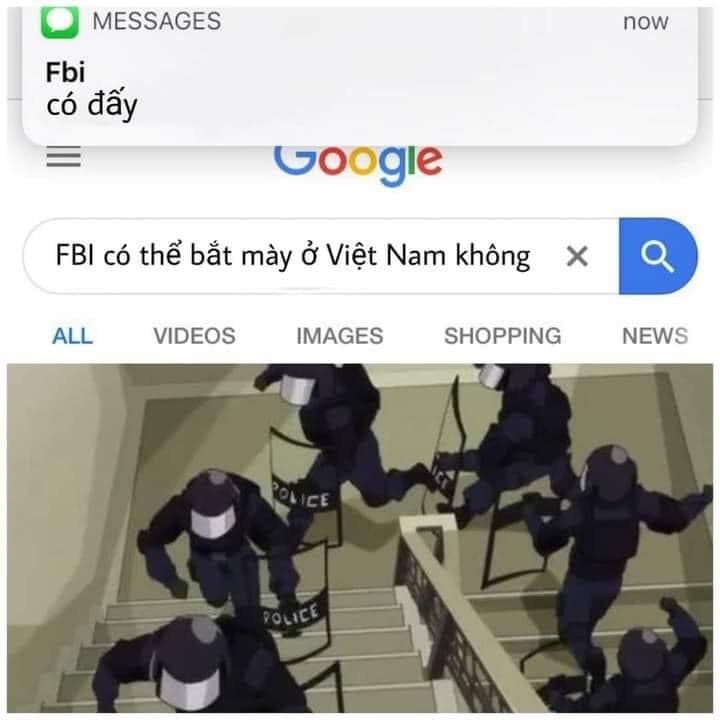 MESSAGES now
Fbi
có đấy
Google
FBI có thể bắt mày ở Việt Nam không
ALL VIDEOS IMAGES SHOPPING NEWS
POLICE
ICE
POLICE